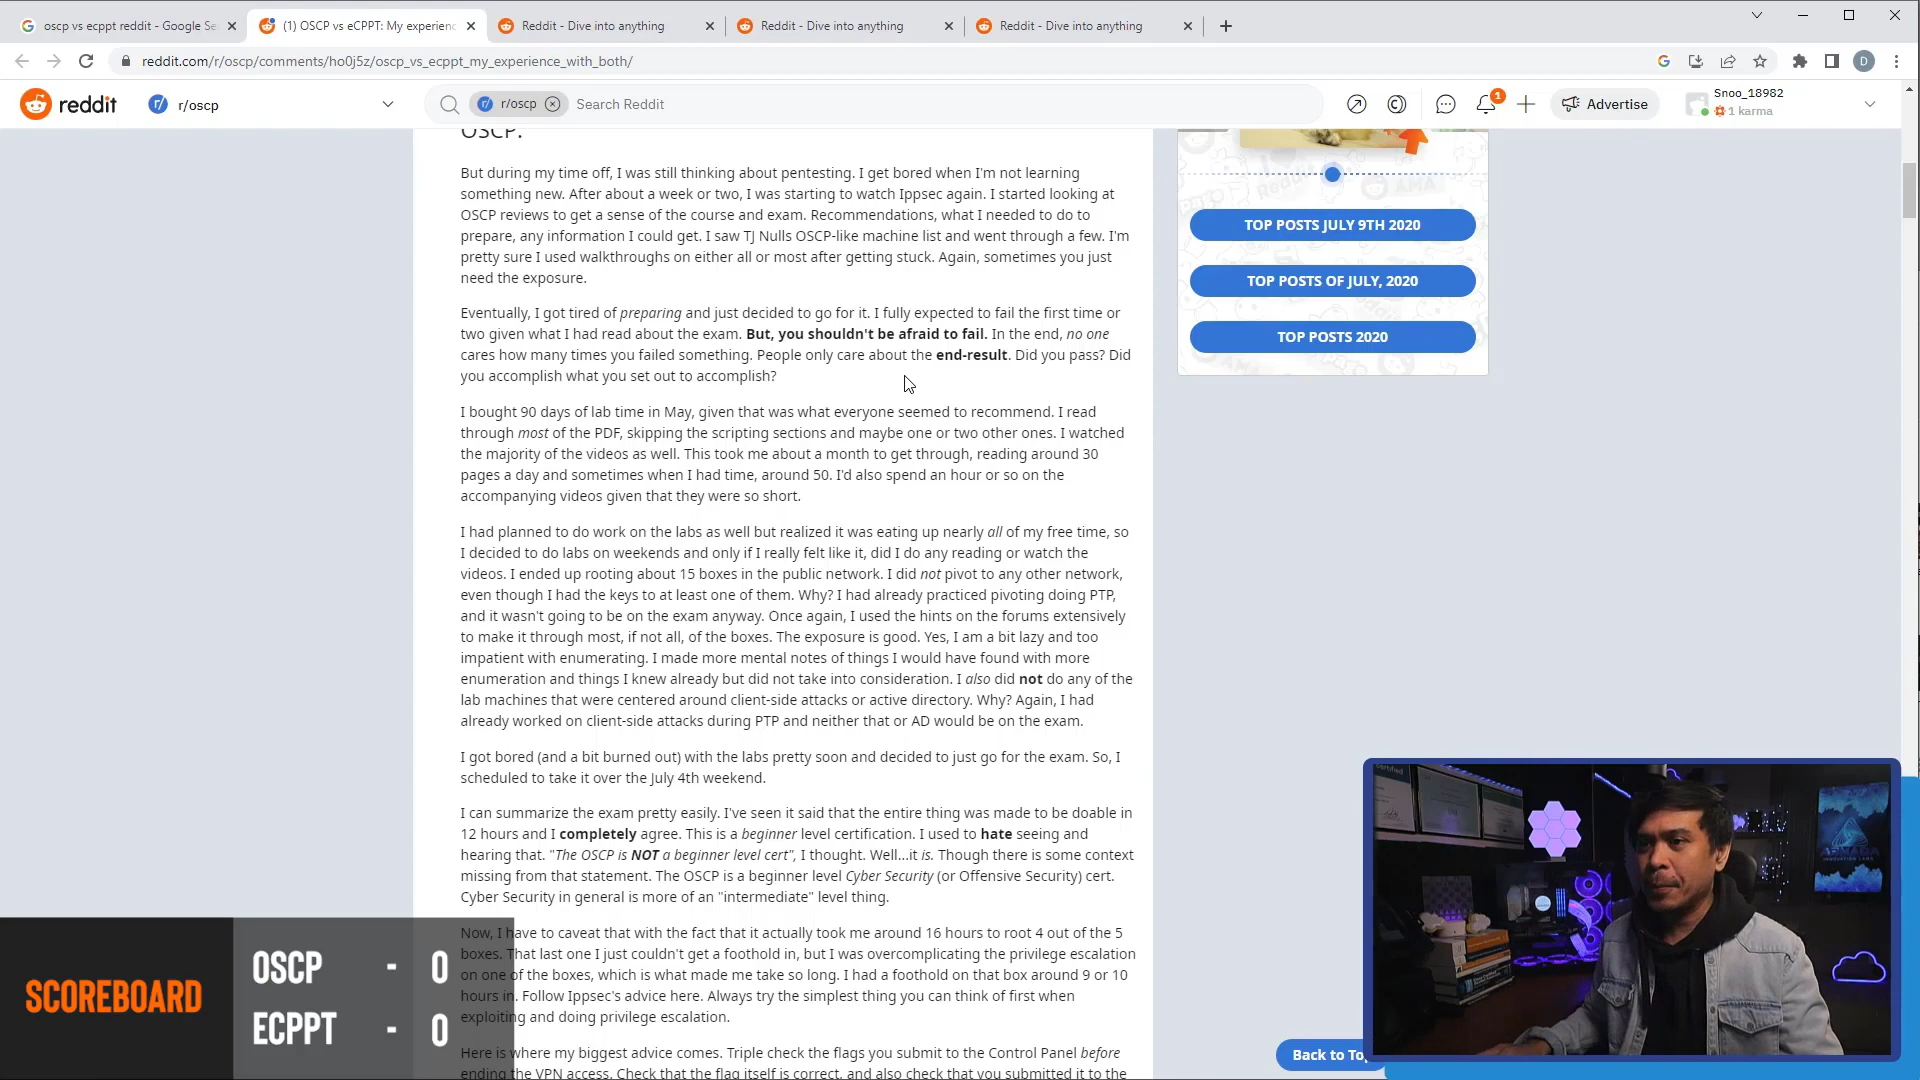 oscp vs ecppt reddit - Google Se
(1) OSCP vs eCPPT: My experienc
Reddit - Dive into anything
Reddit - Dive into anything
Reddit - Dive into anything
reddit.com/r/oscp/comments/ho0j5z/oscp_vs_ecppt_my_experience_with_both/
D
reddit
r/oscp
r/oscp
Search Reddit
1
Advertise
Snoo_18982
1 karma
OSCP:
But during my time off, I was still thinking about pentesting. I get bored when I'm not learning
something new. After about a week or two, I was starting to watch Ippsec again. I started looking at
OSCP reviews to get a sense of the course and exam. Recommendations, what I needed to do to
prepare, any information I could get. I saw TJ Nulls OSCP-like machine list and went through a few. I'm
pretty sure I used walkthroughs on either all or most after getting stuck. Again, sometimes you just
need the exposure.
Eventually, I got tired of preparing and just decided to go for it. I fully expected to fail the first time or
two given what I had read about the exam. But, you shouldn't be afraid to fail. In the end, no one
cares how many times you failed something. People only care about the end-result. Did you pass? Did
you accomplish what you set out to accomplish?
I bought 90 days of lab time in May, given that was what everyone seemed to recommend. I read
through most of the PDF, skipping the scripting sections and maybe one or two other ones. I watched
the majority of the videos as well. This took me about a month to get through, reading around 30
pages a day and sometimes when I had time, around 50. I'd also spend an hour or so on the
accompanying videos given that they were so short.
I had planned to do work on the labs as well but realized it was eating up nearly all of my free time, so
I decided to do labs on weekends and only if I really felt like it, did I do any reading or watch the
videos. I ended up rooting about 15 boxes in the public network. I did not pivot to any other network,
even though I had the keys to at least one of them. Why? I had already practiced pivoting doing PTP,
and it wasn't going to be on the exam anyway. Once again, I used the hints on the forums extensively
to make it through most, if not all, of the boxes. The exposure is good. Yes, I am a bit lazy and too
impatient with enumerating. I made more mental notes of things I would have found with more
enumeration and things I knew already but did not take into consideration. I also did not do any of the
lab machines that were centered around client-side attacks or active directory. Why? Again, I had
already worked on client-side attacks during PTP and neither that or AD would be on the exam.
I got bored (and a bit burned out) with the labs pretty soon and decided to just go for the exam. So, I
scheduled to take it over the July 4th weekend.
I can summarize the exam pretty easily. I've seen it said that the entire thing was made to be doable in
12 hours and I completely agree. This is a beginner level certification. I used to hate seeing and
hearing that. "The OSCP is NOT a beginner level cert", I thought. Well...it is. Though there is some context
missing from that statement. The OSCP is a beginner level Cyber Security (or Offensive Security) cert.
Cyber Security in general is more of an "intermediate" level thing.
Now, I have to caveat that with the fact that it actually took me around 16 hours to root 4 out of the 5
boxes. That last one I just couldn't get a foothold in, but I was overcomplicating the privilege escalation
on one of the boxes, which is what made me take so long. I had a foothold on that box around 9 or 10
hours in. Follow Ippsec's advice here. Always try the simplest thing you can think of first when
exploiting and doing privilege escalation.
Here is where my biggest advice comes. Triple check the flags you submit to the Control Panel before
ending the VPN access. Check that the flag itself is correct, and also check that you submitted it to the
TOP POSTS JULY 9TH 2020
TOP POSTS OF JULY, 2020
TOP POSTS 2020
Back to To
SCOREBOARD
OSCP - 0
ECPPT - 0